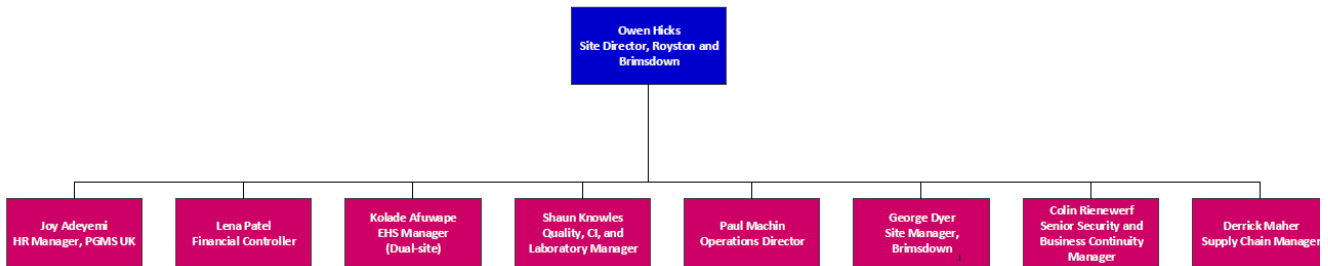 Owen Hicks
Site Director, Royston and
Brimsdown
Joy Adeyemi
HR Manager, PGMS UK
Lena Patel
Financial Controller
Kolade Afuwape
EHS Manager
(Dual-site)
Shaun Knowles
Quality, CI, and
Laboratory Manager
Paul Machin
Operations Director
George Dyer
Site Manager,
Brimsdown
Colin Rienewerf
Senior Security and
Business Continuity
Manager
Derrick Maher
Supply Chain Manager